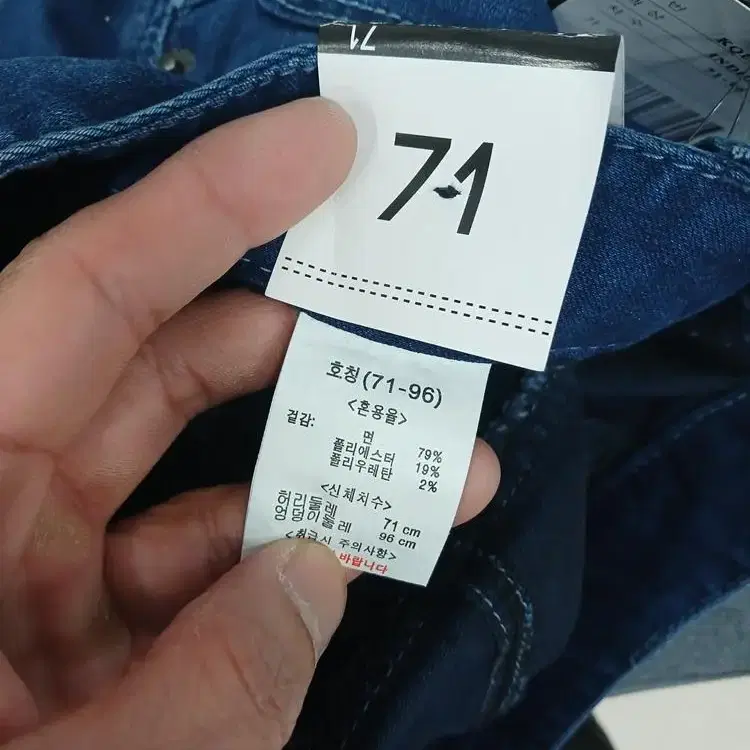 71
71
호칭(71-96)
<혼용율>
겉감:
면 79%
폴리에스터 19%
폴리우레탄 2%
<신체치수>
허리둘레 71 cm
엉덩이둘레 96 cm
<취급시 주의사항>
바랍니다